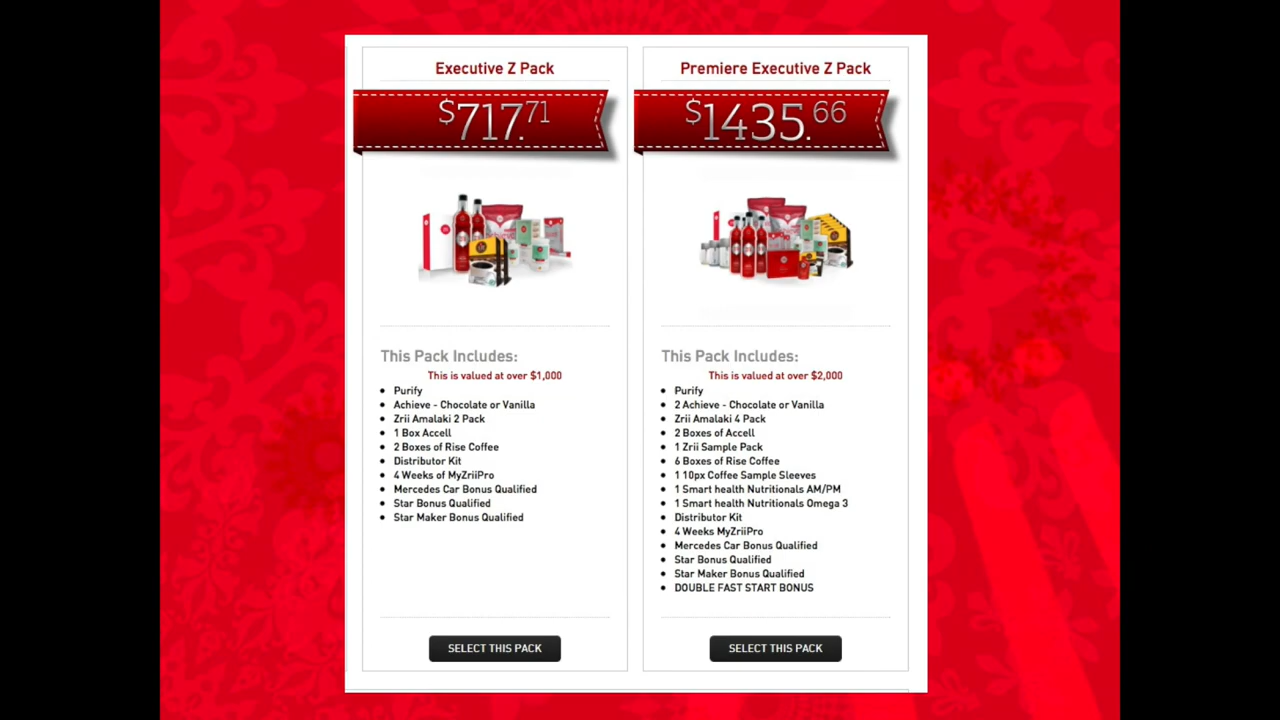 Executive Z Pack
$717.71
This Pack Includes:
This is valued at over $1,000
Purify
Achieve - Chocolate or Vanilla
Zrii Amalaki 2 Pack
1 Box Accell
2 Boxes of Rise Coffee
Distributor Kit
4 Weeks of MyZriiPro
Mercedes Car Bonus Qualified
Star Bonus Qualified
Star Maker Bonus Qualified
SELECT THIS PACK
Premiere Executive Z Pack
$1435.66
This Pack Includes:
This is valued at over $2,000
Purify
2 Achieve - Chocolate or Vanilla
Zrii Amalaki 4 Pack
2 Boxes of Accell
1 Zrii Sample Pack
6 Boxes of Rise Coffee
1 10px Coffee Sample Sleeves
1 Smart health Nutritionals AM/PM
1 Smart health Nutritionals Omega 3
Distributor Kit
4 Weeks MyZriiPro
Mercedes Car Bonus Qualified
Star Bonus Qualified
Star Maker Bonus Qualified
DOUBLE FAST START BONUS
SELECT THIS PACK